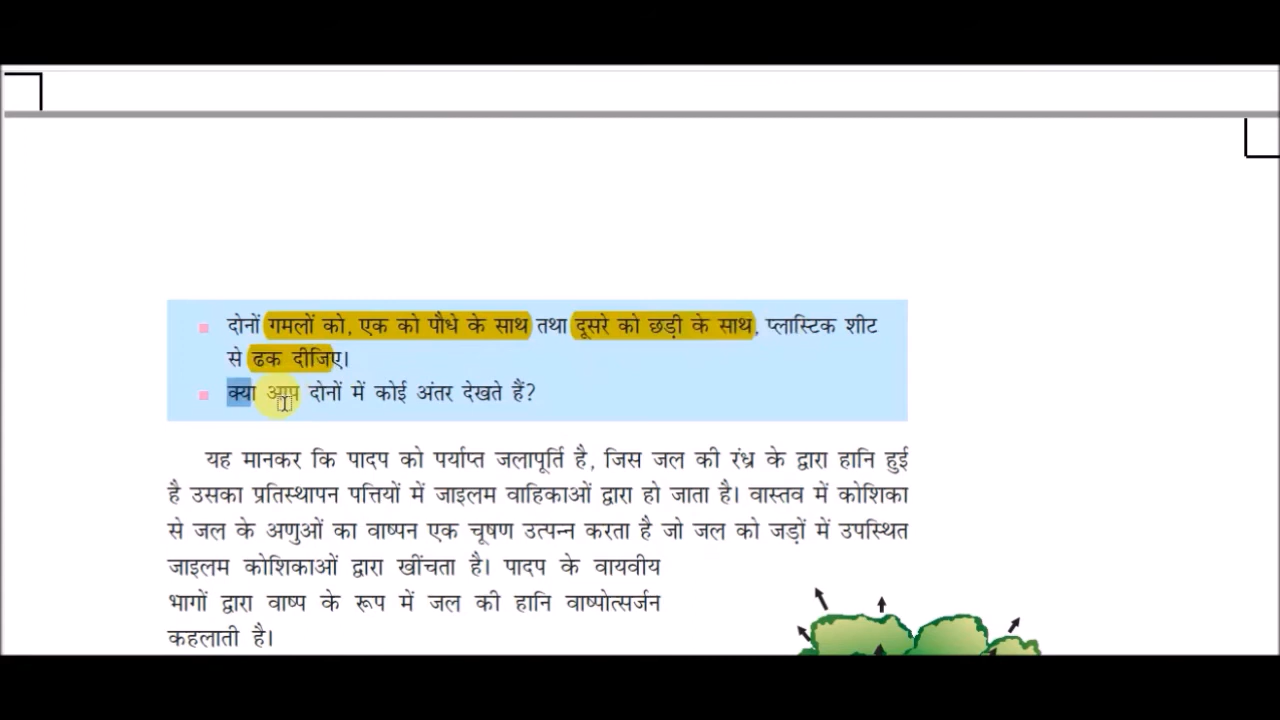 दोनों गमलों को, एक को पौधे के साथ तथा दूसरे को छड़ी के साथ, प्लास्टिक शीट
से ढक दीजिए।
क्या आप दोनों में कोई अंतर देखते हैं?
यह मानकर कि पादप को पर्याप्त जलापूर्ति है, जिस जल की रंध्र के द्वारा हानि हुई
है उसका प्रतिस्थापन पत्तियों में जाइलम वाहिकाओं द्वारा हो जाता है। वास्तव में कोशिका
से जल के अणुओं का वाष्पन एक चूषण उत्पन्न करता है जो जल को जड़ों में उपस्थित
जाइलम कोशिकाओं द्वारा खींचता है। पादप के वायवीय
भागों द्वारा वाष्प के रूप में जल की हानि वाष्पोत्सर्जन
कहलाती है।